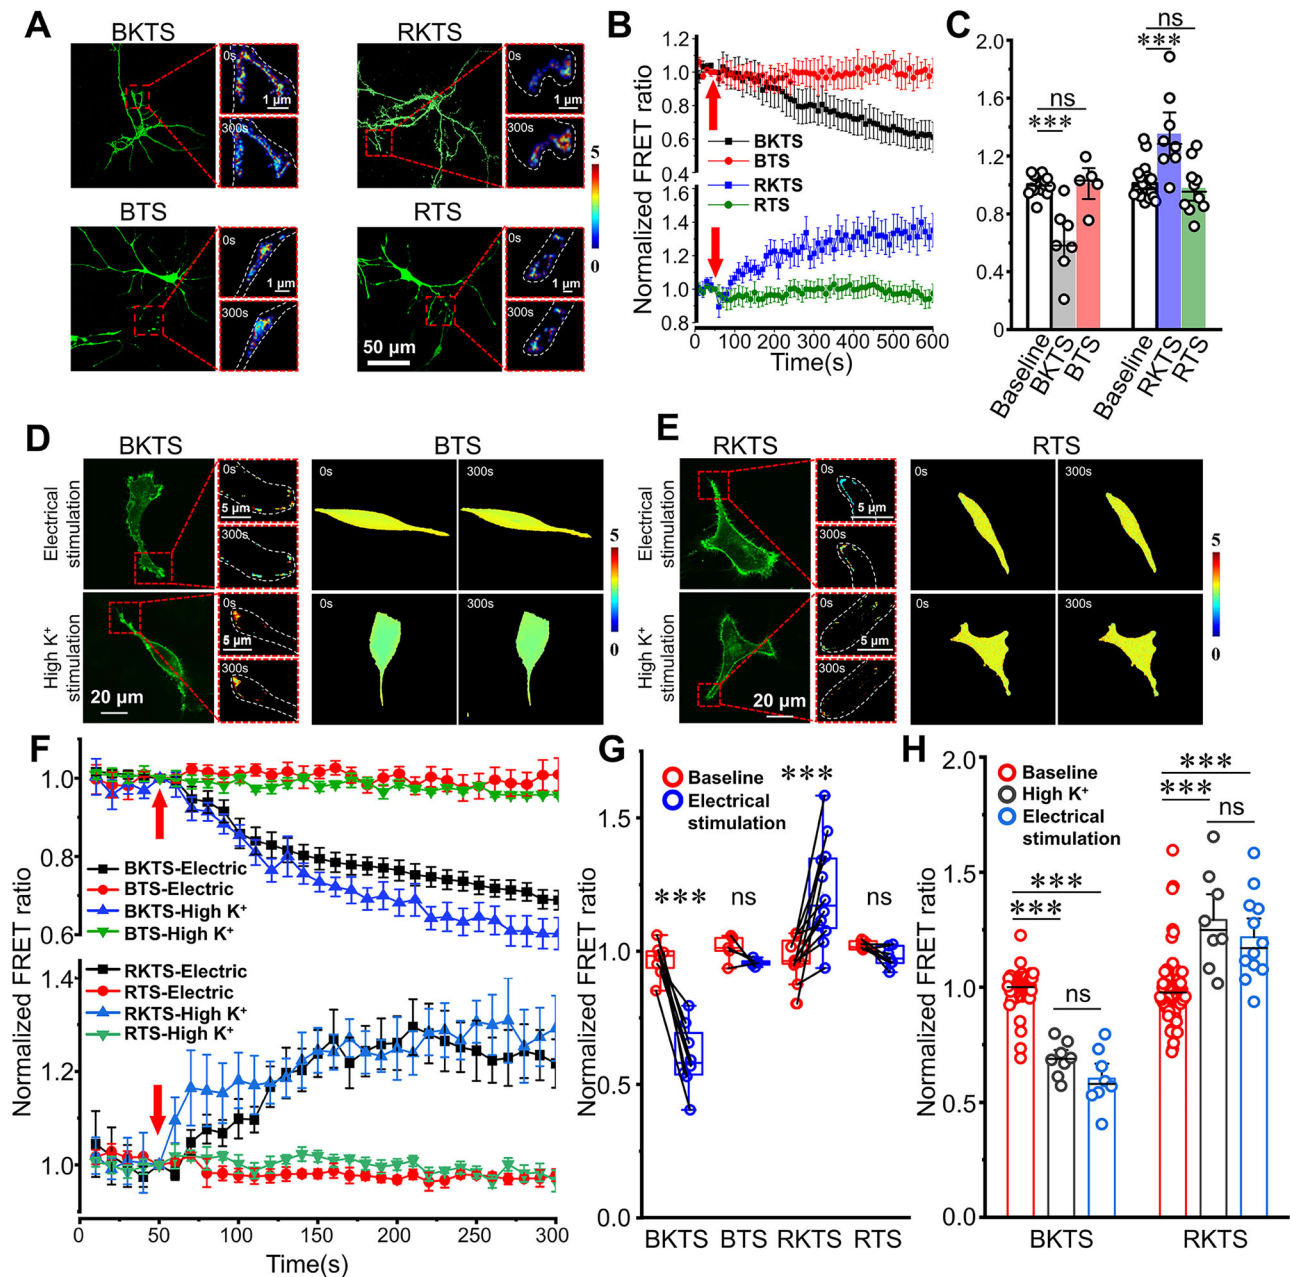 A
BKTS
RKTS
0s
1 µm
300s
1 µm
0s
1 µm
300s
1 µm
BTS
RTS
0s
1 µm
300s
0s
1 µm
300s
50 µm
5
0
B
Normalized FRET ratio
1.2
1.0
0.8
0.6
0.4
BKTS
BTS
RKTS
RTS
1.6
1.4
1.2
1.0
0.8
0
100
200
300
400
500
600
Time(s)
C
2.0
1.6
1.2
0.8
0.4
0
ns
***
ns
***
Baseline
BKTS
BTS
Baseline
RKTS
RTS
D
BKTS
BTS
Electrical
stimulation
0s
5 µm
300s
0s
300s
High K⁺
stimulation
20 µm
0s
5 µm
300s
0s
300s
5
0
E
RKTS
RTS
Electrical
stimulation
0s
5 µm
300s
0s
300s
High K⁺
stimulation
20 µm
0s
5 µm
300s
0s
300s
5
0
F
Normalized FRET ratio
1.0
0.8
0.6
BKTS-Electric
BTS-Electric
BKTS-High K⁺
BTS-High K⁺
1.4
1.2
1.0
RKTS-Electric
RTS-Electric
RKTS-High K⁺
RTS-High K⁺
0
50
100
150
200
250
300
Time(s)
G
Normalized FRET ratio
1.5
1.0
0.5
0.0
Baseline
Electrical
stimulation
***
ns
***
ns
BKTS
BTS
RKTS
RTS
H
Normalized FRET ratio
2.0
1.5
1.0
0.5
0.0
Baseline
High K⁺
Electrical
stimulation
***
***
ns
***
***
ns
BKTS
RKTS